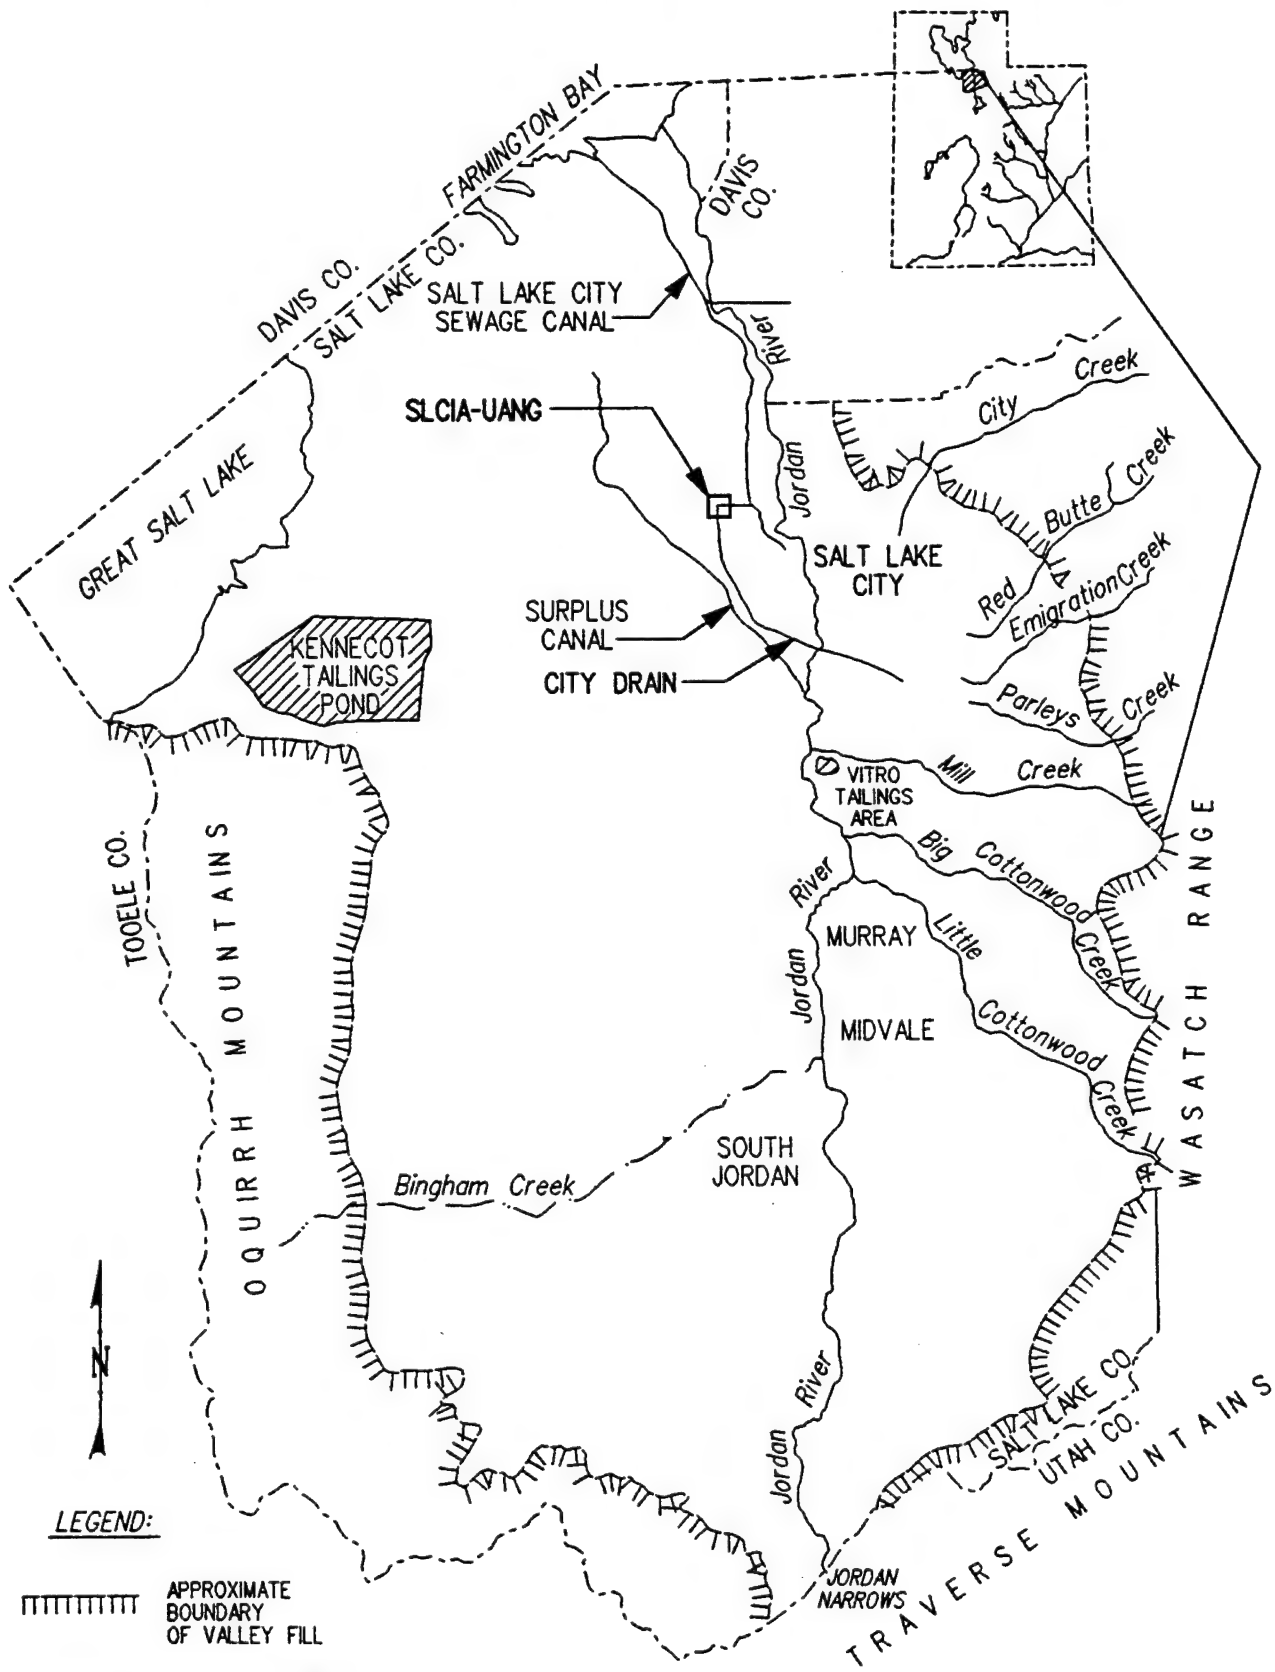 FARMINGTON BAY
DAVIS
CO.
DAVIS CO.
SALT LAKE CO.
SALT LAKE CITY
SEWAGE CANAL
River
Creek
City
SLCIA-UANG
Jordan
Creek
Butte
GREAT SALT LAKE
SALT LAKE
CITY
Creek
Emigration
Red
SURPLUS
CANAL
KENNECOT
TAILINGS
POND
CITY DRAIN
Parleys
Creek
Mill
Creek
VITRO
TAILINGS
AREA
TOOELE CO.
OQUIRRH MOUNTAINS
Big
Cottonwood
Creek
WASATCH RANGE
River
MURRAY
Little
Jordan
MIDVALE
Cottonwood
Creek
SOUTH
JORDAN
Bingham Creek
N
River
Jordan
SALT LAKE CO.
UTAH CO.
TRAVERSE MOUNTAINS
JORDAN
NARROWS
LEGEND:
APPROXIMATE
BOUNDARY
OF VALLEY FILL